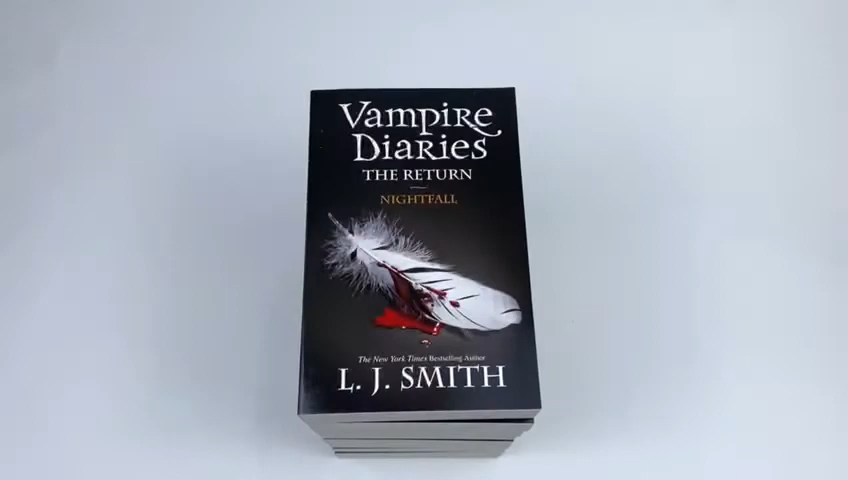 Vampire
Diaries
THE RETURN
NIGHTFALL
The New York Times Bestselling Author
L. J. SMITH